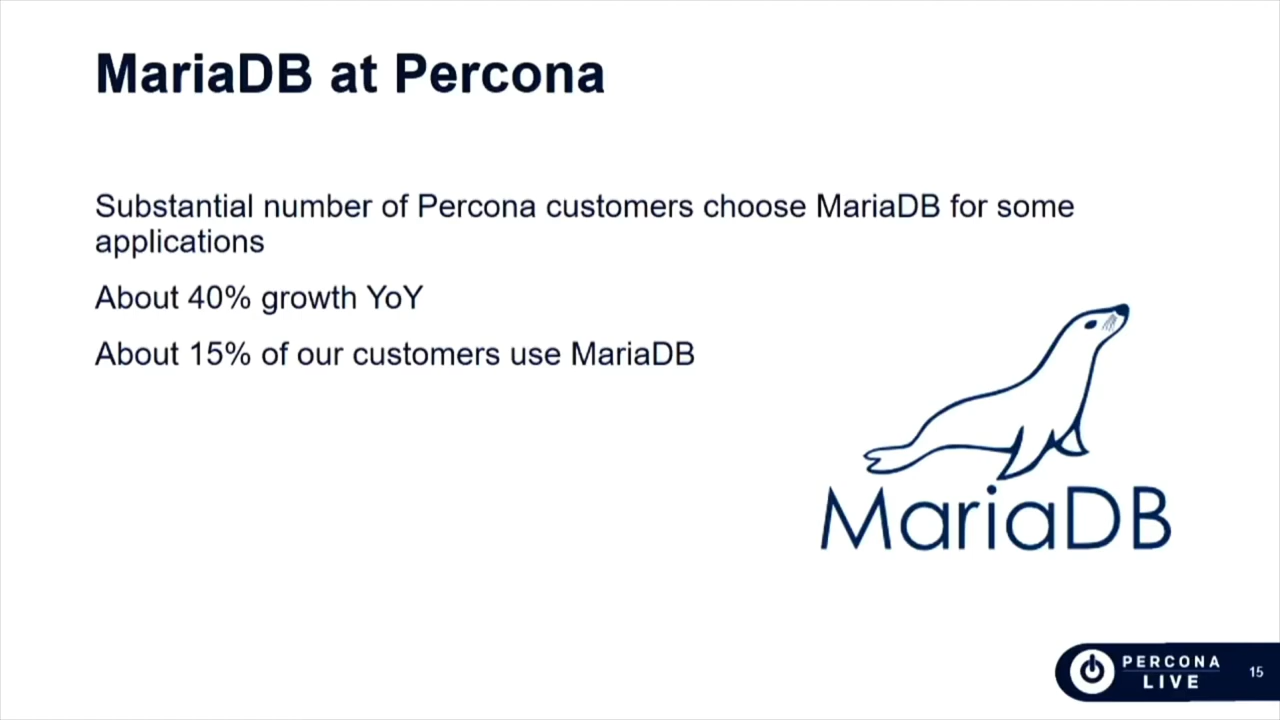 MariaDB at Percona
Substantial number of Percona customers choose MariaDB for some
applications
About 40% growth YoY
About 15% of our customers use MariaDB
MariaDB
PERCONA
LIVE
15